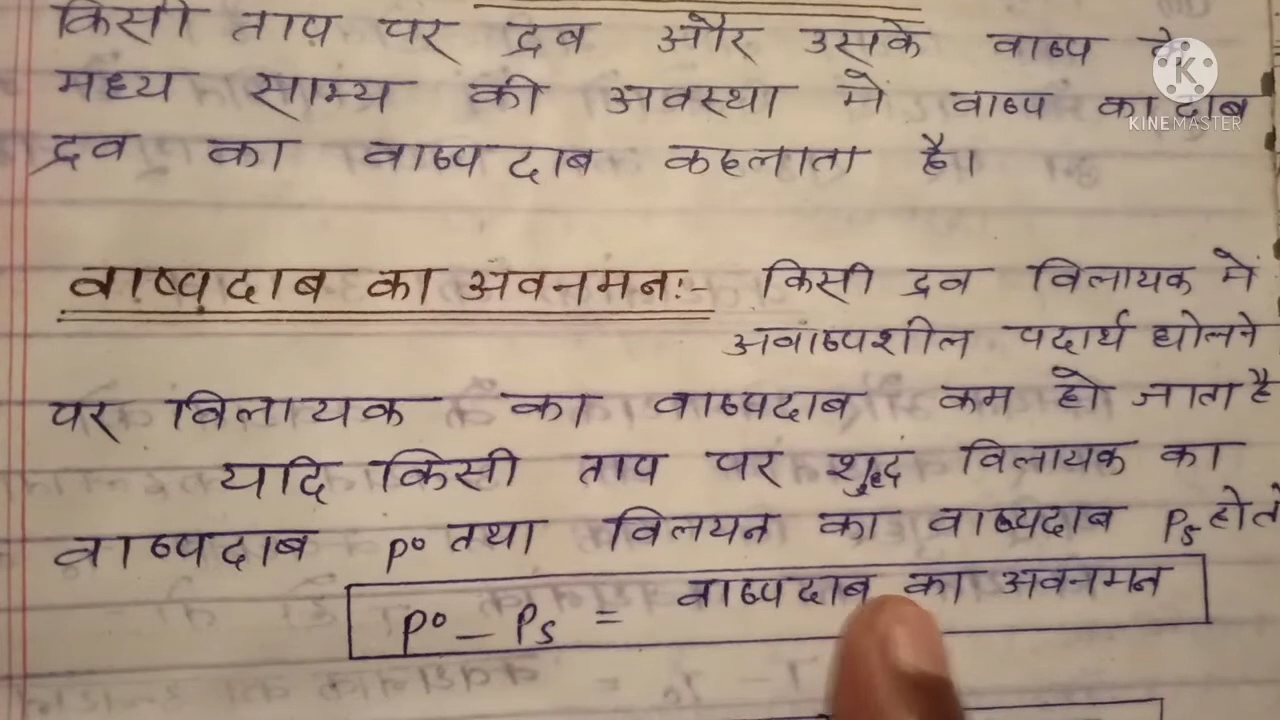 किसी ताप पर द्रव और उसके वाष्प के
मध्य साम्य की अवस्था में वाष्प का दाब
द्रव का वाष्पदाब कहलाता है।
वाष्पदाब का अवनमन:- किसी द्रव विलायक में
अवाष्पशील पदार्थ घोलने
पर विलायक का वाष्पदाब कम हो जाता है
यदि किसी ताप पर शुद्ध विलायक का
वाष्पदाब P° तथा विलयन का वाष्पदाब Ps हो तो
P° - Ps = वाष्पदाब का अवनमन
K
KINEMASTER